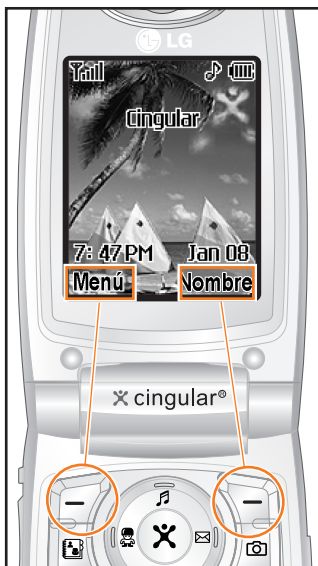 LG
Cingular
7: 47 PM Jan 08
Menú Nombre
cingular®